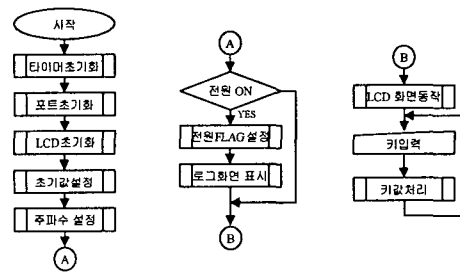 시작
타이머초기화
포트초기화
LCD초기화
초기값설정
주파수 설정
A
A
전원 ON
YES
전원FLAG설정
로그화면 표시
B
B
LCD 화면동작
키입력
키값처리